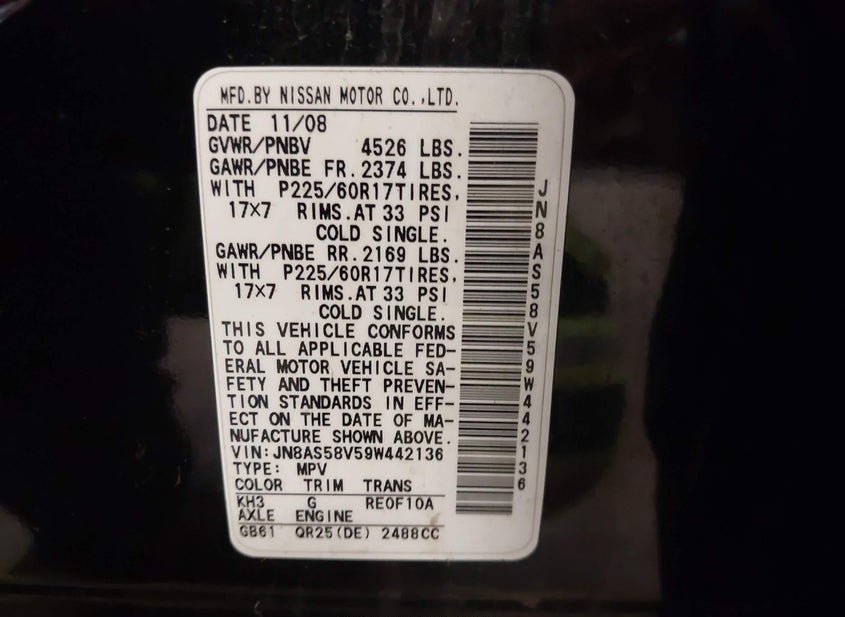 MFD.BY NISSAN MOTOR CO.,LTD.
DATE 11/08
GVWR/PNBV 4526 LBS.
GAWR/PNBE FR.2374 LBS.
WITH P225/60R17TIRES,
17X7 RIMS.AT 33 PSI
COLD SINGLE.
GAWR/PNBE RR.2169 LBS.
WITH P225/60R17TIRES,
17X7 RIMS.AT 33 PSI
COLD SINGLE.
THIS VEHICLE CONFORMS
TO ALL APPLICABLE FED-
ERAL MOTOR VEHICLE SA-
FETY AND THEFT PREVEN-
TION STANDARDS IN EFF-
ECT ON THE DATE OF MA-
NUFACTURE SHOWN ABOVE.
VIN:JN8AS58V59W442136
TYPE: MPV
COLOR TRIM TRANS
KH3 G RE0F10A
AXLE ENGINE
GB61 QR25(DE) 2488CC
JN8AS58V59W442136